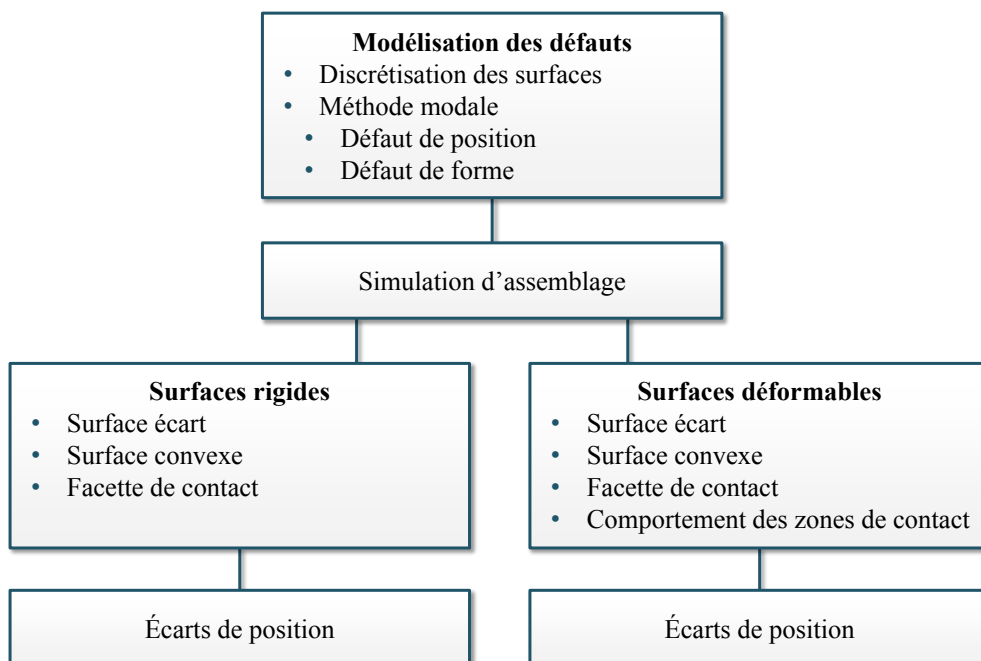 Modélisation des défauts
• Discrétisation des surfaces
• Méthode modale
• Défaut de position
• Défaut de forme
Simulation d’assemblage
Surfaces rigides
• Surface écart
• Surface convexe
• Facette de contact
Surfaces déformables
• Surface écart
• Surface convexe
• Facette de contact
• Comportement des zones de contact
Écarts de position
Écarts de position